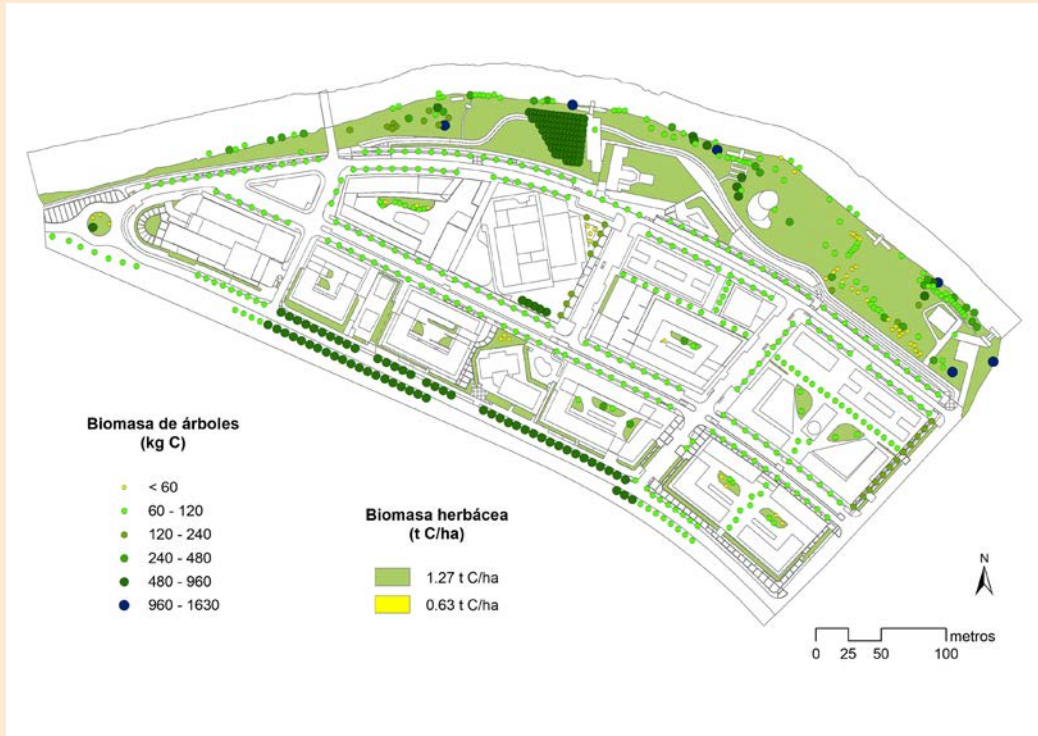 Biomasa de árboles
(kg C)
< 60
60 - 120
120 - 240
240 - 480
480 - 960
960 - 1630
Biomasa herbácea
(t C/ha)
1.27 t C/ha
0.63 t C/ha
N
metros
0 25 50 100